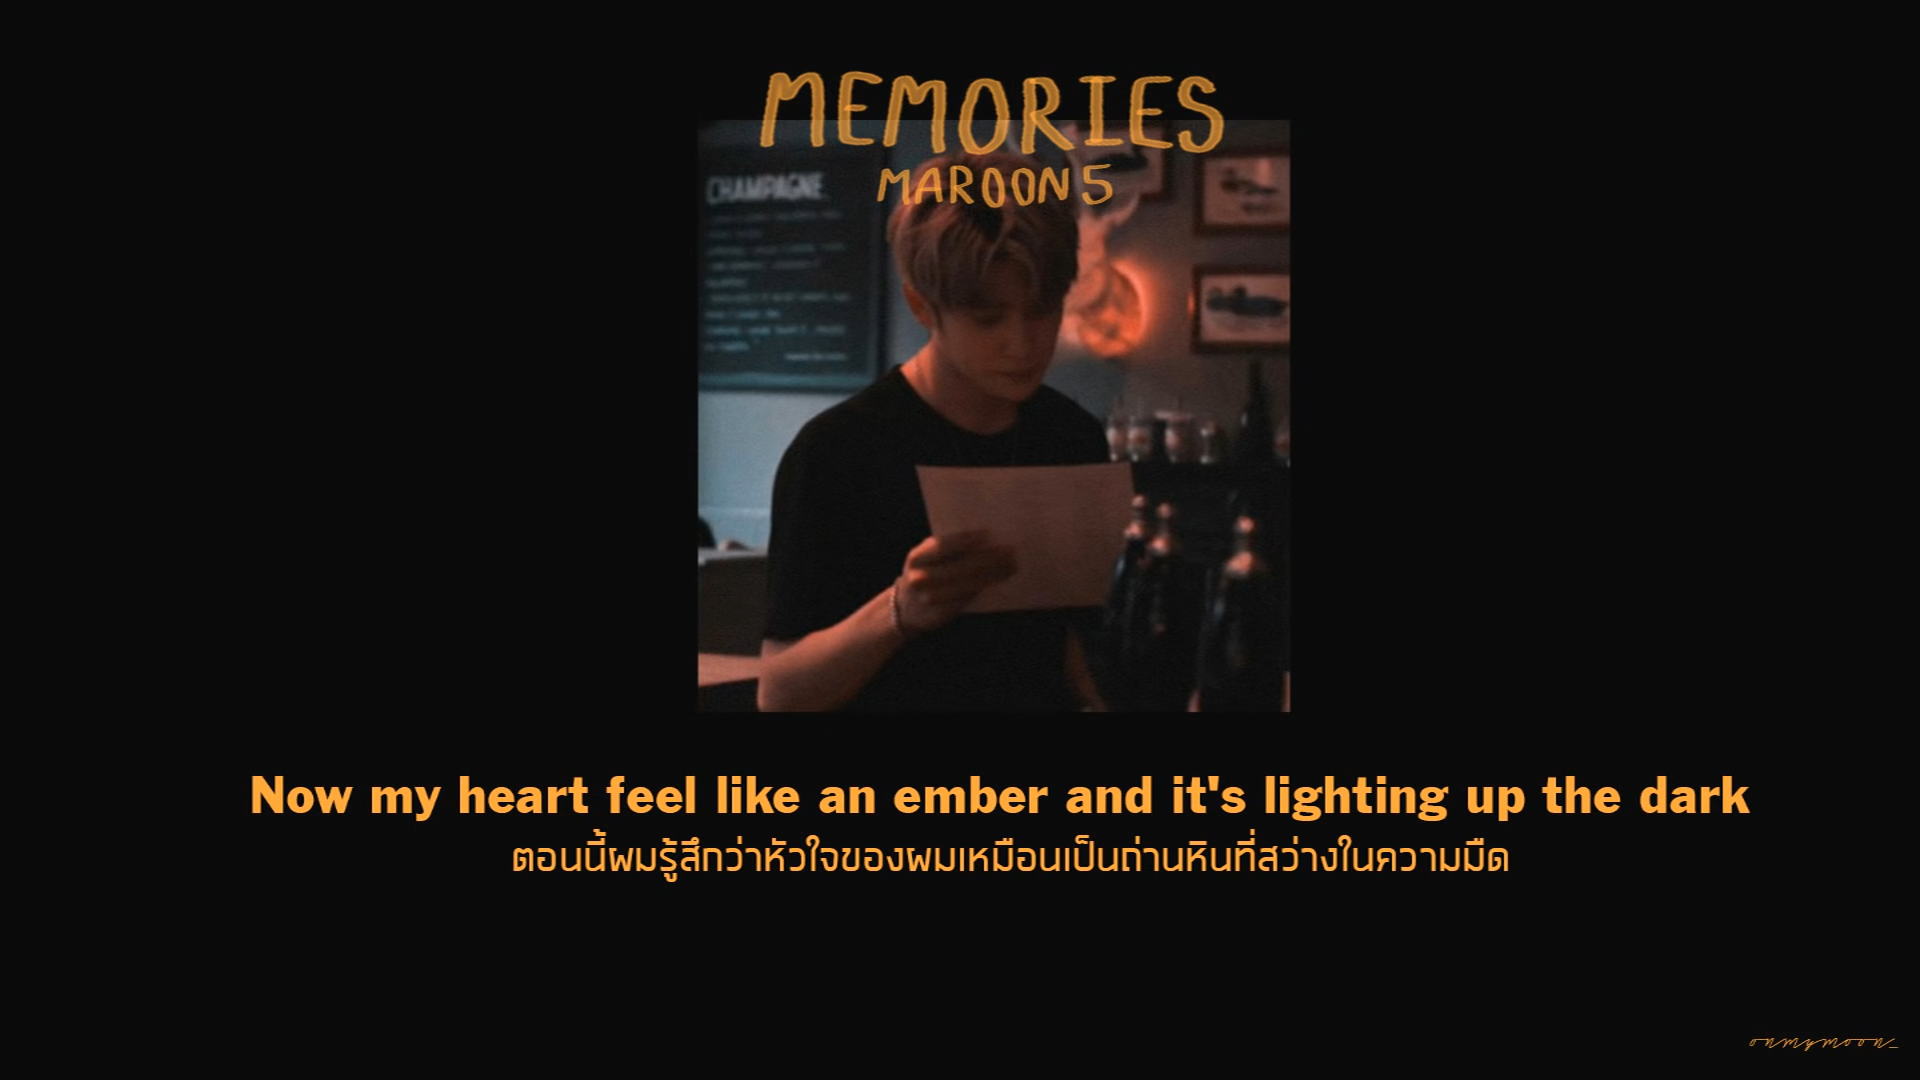 MEMORIES
MAROON 5
CHAMPAGNE
Now my heart feel like an ember and it's lighting up the dark
ตอนนี้ผมรู้สึกว่าหัวใจของผมเหมือนเป็นถ่านหินที่สว่างในความมืด
onmymoon_